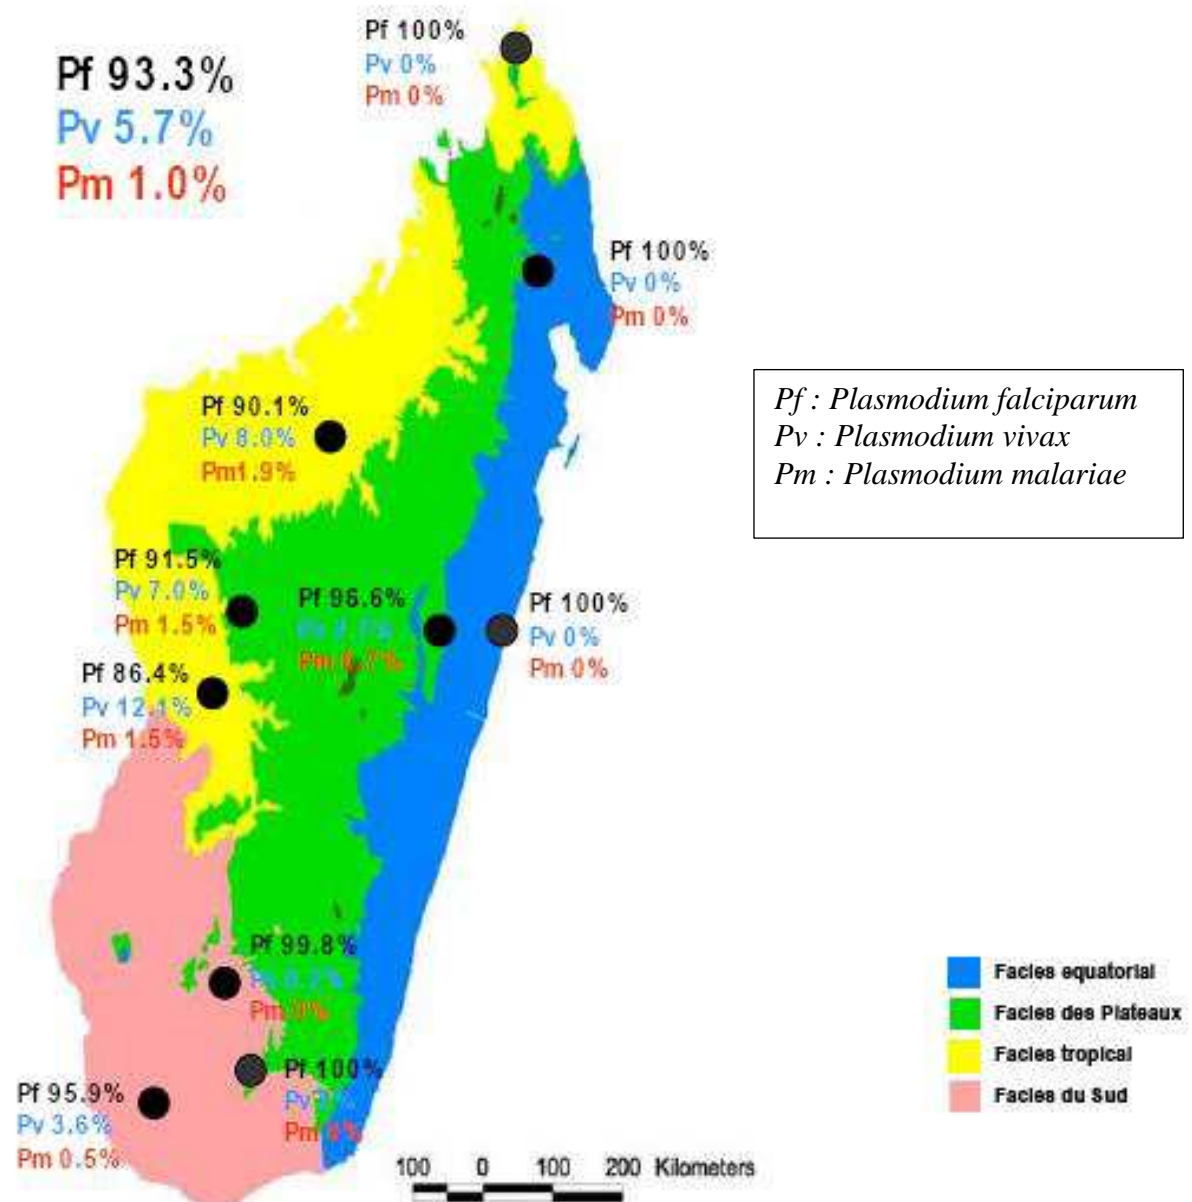 Pf 93.3%
Pv 5.7%
Pm 1.0%
Pf 100%
Pv 0%
Pm 0%
Pf 100%
Pv 0%
Pm 0%
Pf : Plasmodium falciparum
Pv : Plasmodium vivax
Pm : Plasmodium malariae
Pf 90.1%
Pv 8.0%
Pm1.9%
Pf 91.5%
Pv 7.0%
Pm 1.5%
Pf 96.6%
Pf 100%
Pv 0%
Pm 0%
Pf 86.4%
Pv 12.1%
Pm 1.5%
Pf 99.8%
Pm 0%
Pf 100%
Pf 95.9%
Pv 3.6%
Pm 0.5%
Facies equatorial
Facies des Plateaux
Facies tropical
Facies du Sud
100 0 100 200 Kilometers